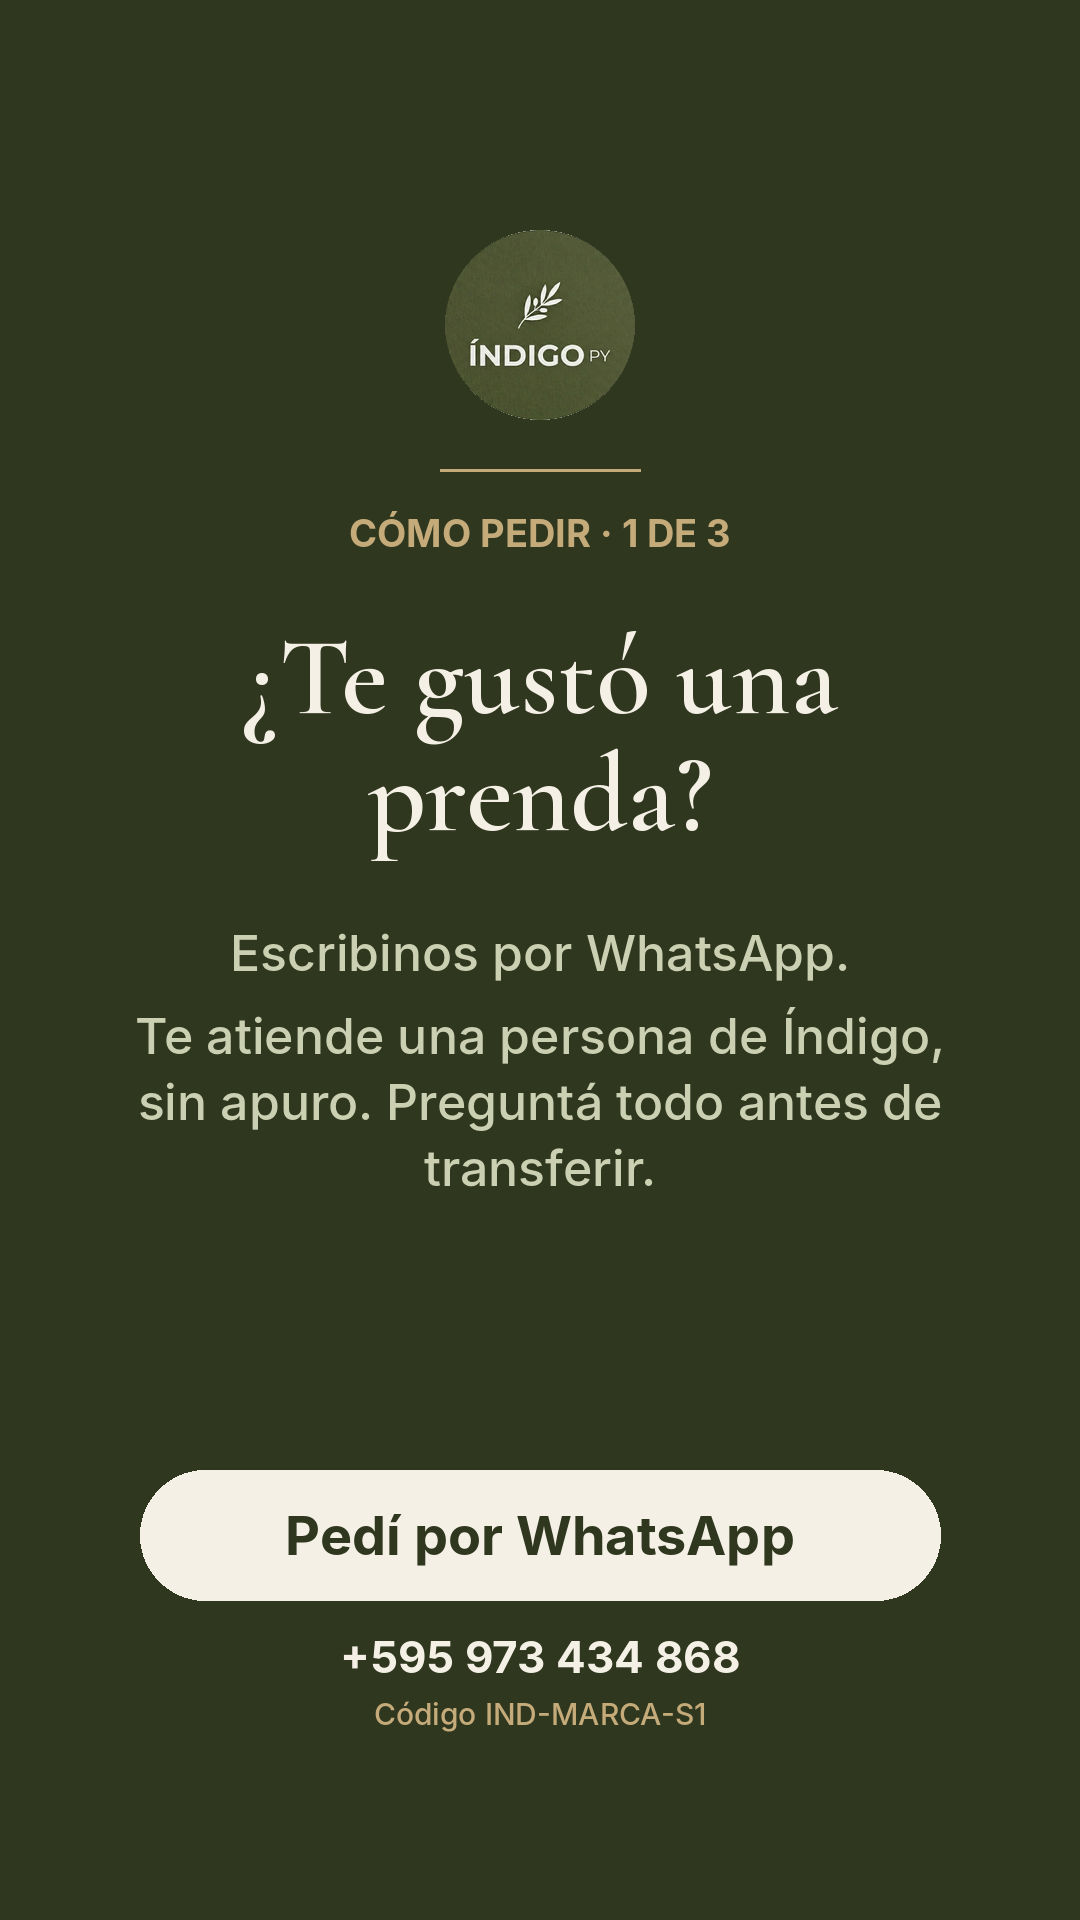 ÍNDIGO PY
CÓMO PEDIR · 1 DE 3
¿Te gustó una
prenda?
Escribinos por WhatsApp.
Te atiende una persona de Índigo,
sin apuro. Preguntá todo antes de
transferir.
Pedí por WhatsApp
+595 973 434 868
Código IND-MARCA-S1